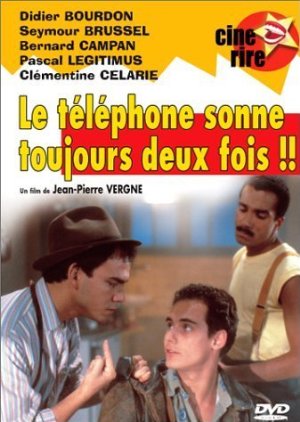 Didier BOURDON
Seymour BRUSSEL
Bernard CAMPAN
Pascal LEGITIMUS
Clémentine CELARIE
ciné
rire
Le téléphone sonne
toujours deux fois !!
Un film de Jean-Pierre VERGNE
DVD
VIDEO